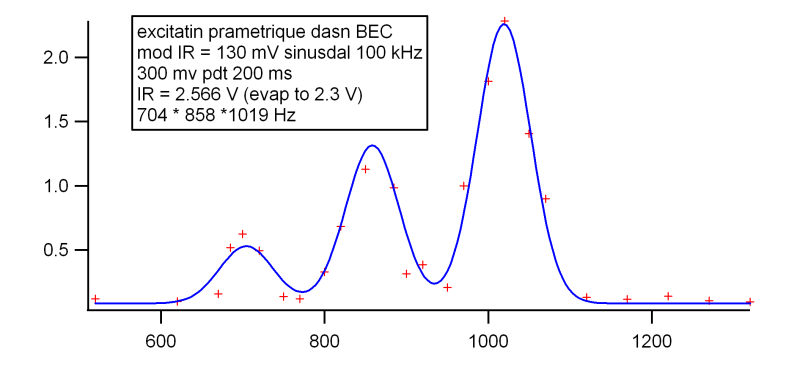 excitatin prametrique dasn BEC
mod IR = 130 mV sinusdal 100 kHz
300 mv pdt 200 ms
IR = 2.566 V (evap to 2.3 V)
704 * 858 *1019 Hz
2.0
1.5
1.0
0.5
600 800 1000 1200